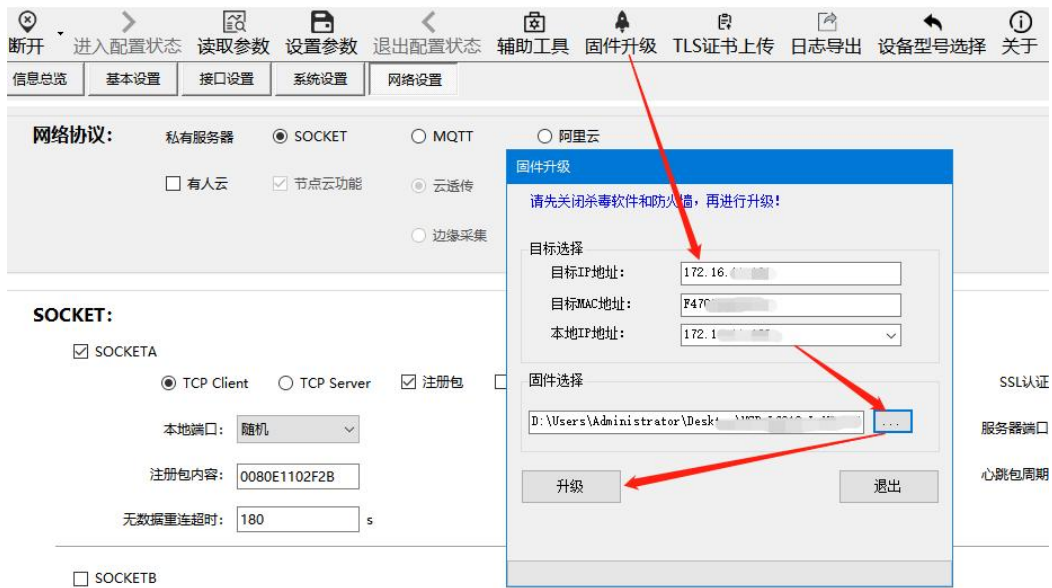 断开 进入配置状态 读取参数 设置参数 退出配置状态 辅助工具 固件升级 TLS证书上传 日志导出 设备型号选择 关于
信息总览 基本设置 接口设置 系统设置 网络设置
网络协议: 私有服务器 SOCKET MQTT 阿里云
有人云 节点云功能 云透传
边缘采集
固件升级
请先关闭杀毒软件和防火墙，再进行升级!
目标选择
目标IP地址: 172.16.
目标MAC地址: F470
本地IP地址: 172.1
固件选择
D:\Users\Administrator\Desk ...
升级 退出
SOCKET:
SOCKETA
TCP Client TCP Server 注册包 SSL认证
本地端口: 随机 服务器端口
注册包内容: 0080E1102F2B 心跳包周期
无数据重连超时: 180 s
SOCKETB